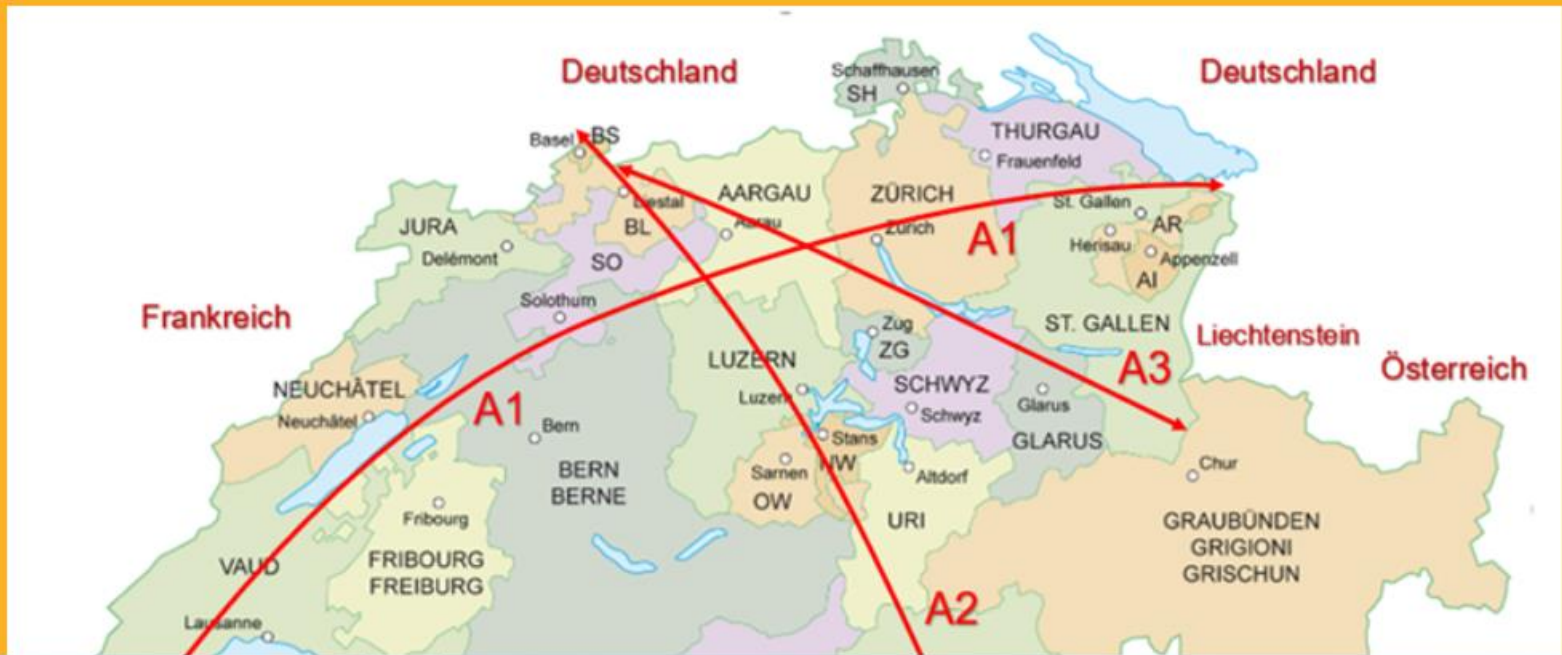 Deutschland
Deutschland
Schaffhausen
SH
THURGAU
Frauenfeld
Basel
BS
Liestal
BL
AARGAU
Aarau
ZÜRICH
Zürich
A1
St. Gallen
AR
Herisau
Appenzell
AI
JURA
Delémont
SO
Solothurn
Frankreich
Zug
ZG
ST. GALLEN
Liechtenstein
Österreich
A3
LUZERN
Luzern
SCHWYZ
Schwyz
Glarus
GLARUS
NEUCHÂTEL
Neuchâtel
A1
Bern
BERN
BERNE
Stans
NW
Sarnen
OW
Altdorf
URI
Chur
GRAUBÜNDEN
GRIGIONI
GRISCHUN
Fribourg
FRIBOURG
FREIBURG
VAUD
Lausanne
A2